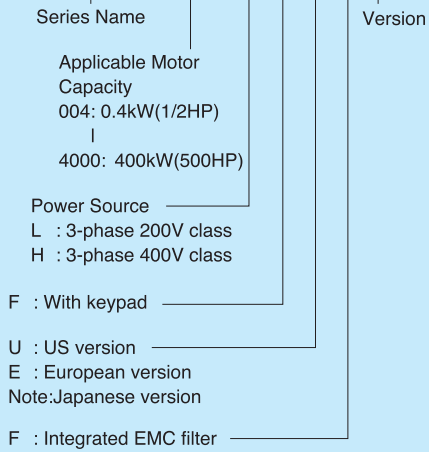 Series Name
Version
Applicable Motor
Capacity
004: 0.4kW(1/2HP)
4000: 400kW(500HP)
Power Source
L : 3-phase 200V class
H : 3-phase 400V class
F : With keypad
U : US version
E : European version
Note:Japanese version
F : Integrated EMC filter